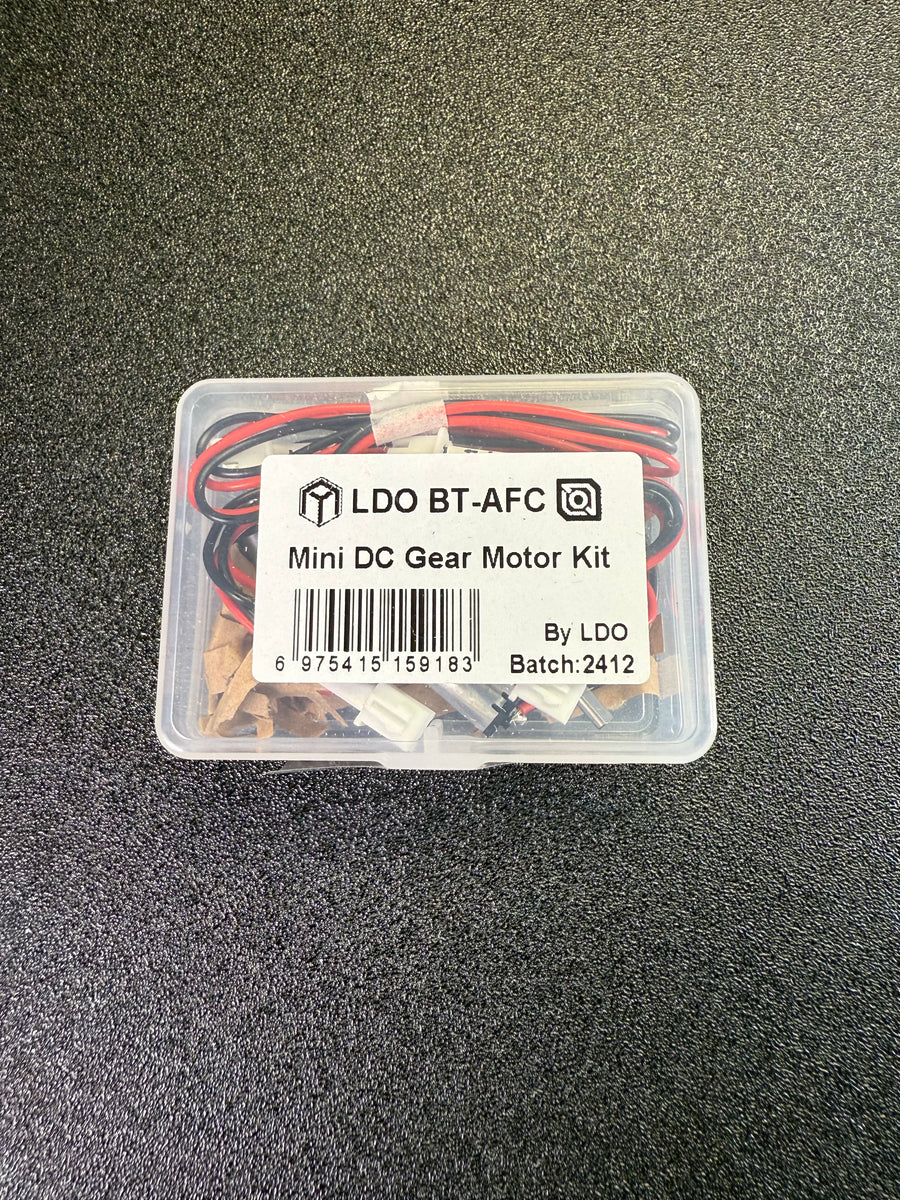 LDO BT-AFC
Mini DC Gear Motor Kit
6 975415 159183
By LDO
Batch:2412